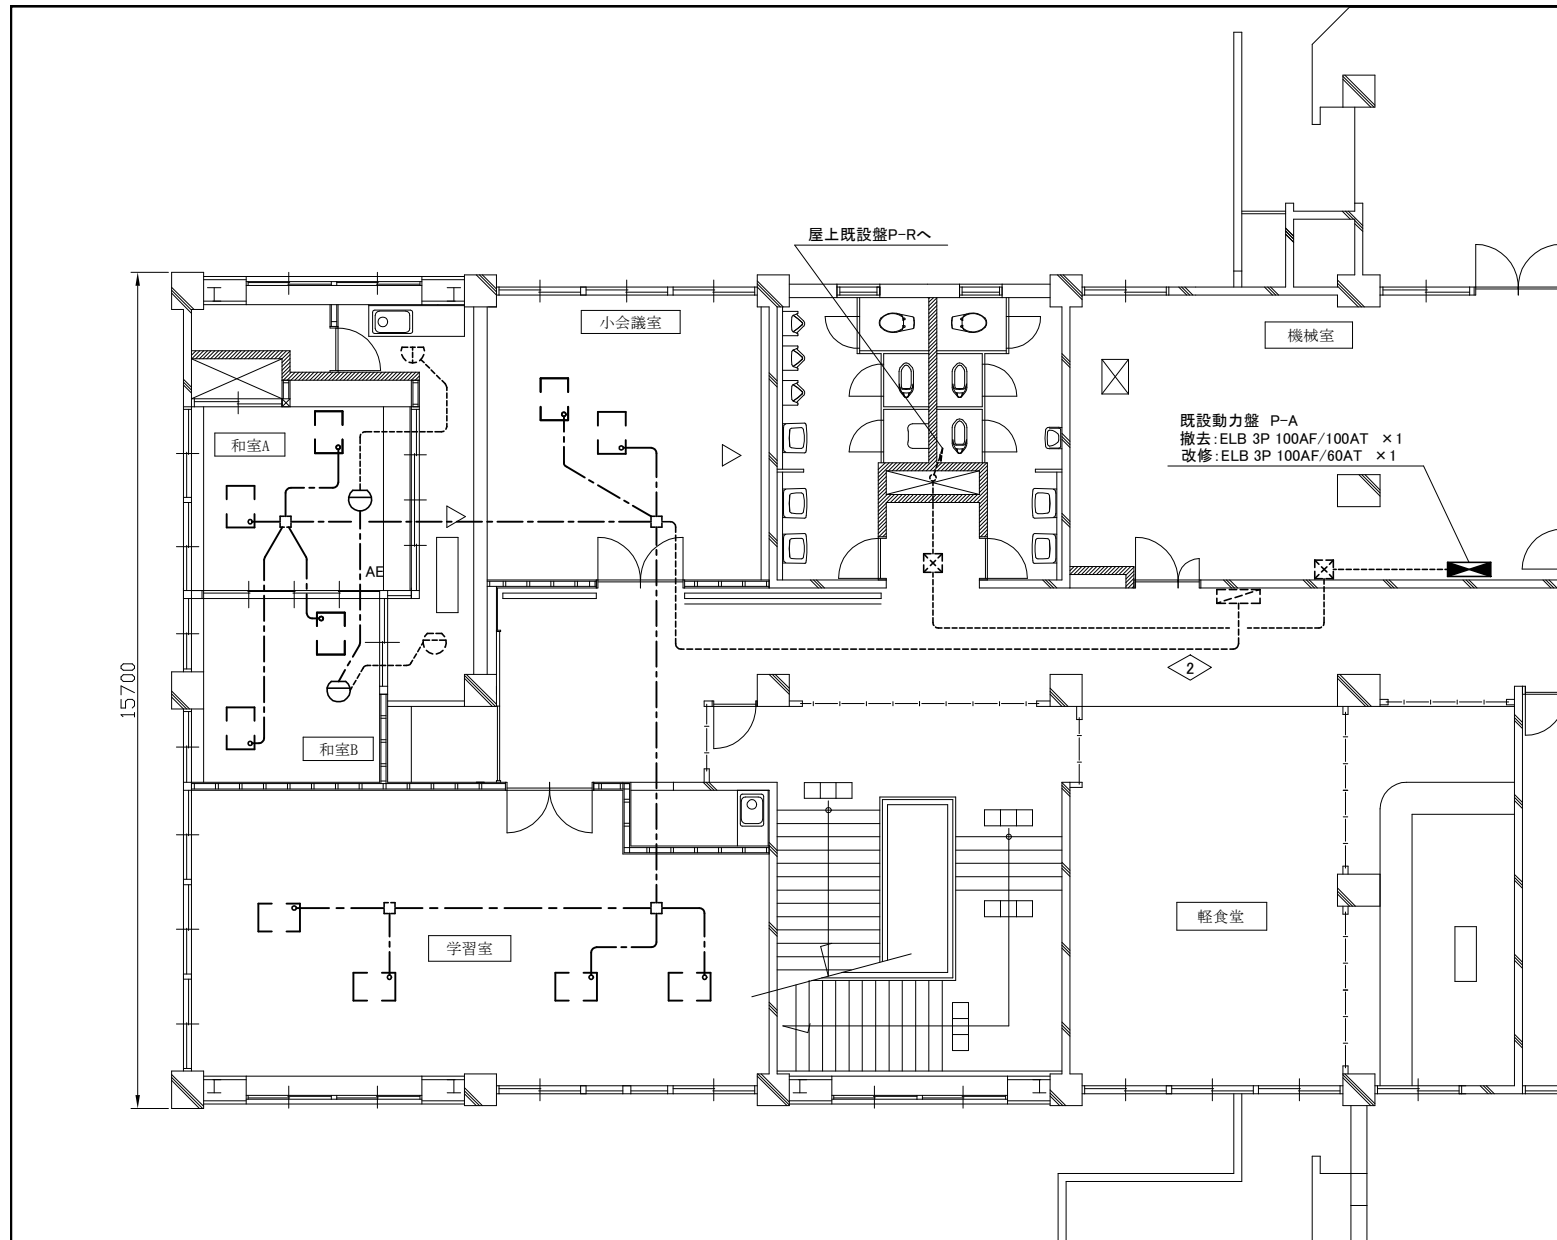 屋上既設盤P-Rへ
小会議室
機械室
既設動力盤 P-A
撤去:ELB 3P 100AF/100AT ×1
改修:ELB 3P 100AF/60AT ×1
和室A
AE
2
15700
和室B
学習室
軽食堂